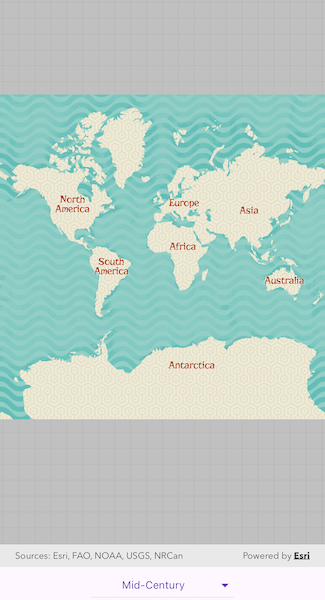 North
America
Europe
Asia
Africa
South
America
Australia
Antarctica
Sources: Esri, FAO, NOAA, USGS, NRCan
Powered by Esri
Mid-Century